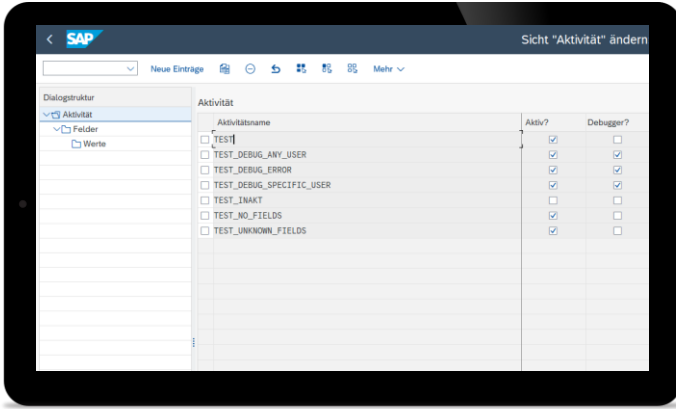 SAP
Sicht "Aktivität" ändern
Neue Einträge Mehr
Dialogstruktur
Aktivität
Felder
Werte
Aktivität
Aktivitätsname Aktiv? Debugger?
TEST
TEST_DEBUG_ANY_USER
TEST_DEBUG_ERROR
TEST_DEBUG_SPECIFIC_USER
TEST_INAKT
TEST_NO_FIELDS
TEST_UNKNOWN_FIELDS